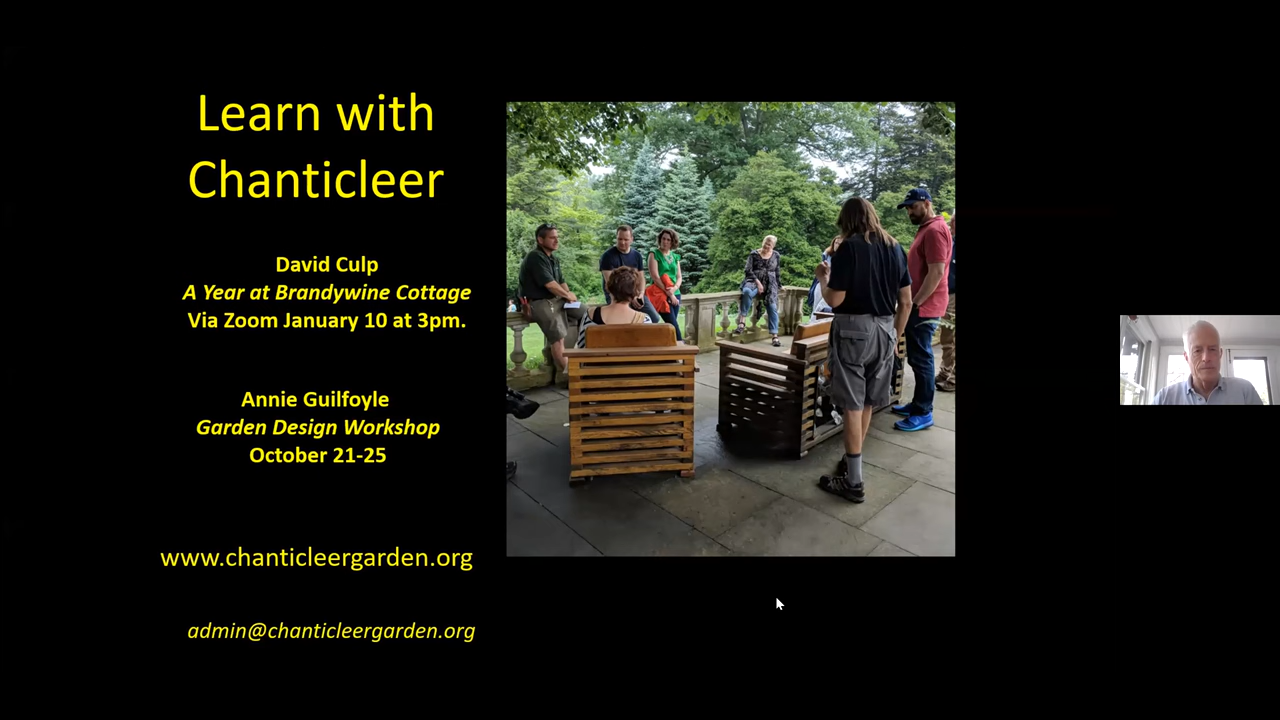 Learn with
Chanticleer
David Culp
A Year at Brandywine Cottage
Via Zoom January 10 at 3pm.
Annie Guilfoyle
Garden Design Workshop
October 21-25
www.chanticleergarden.org
admin@chanticleergarden.org